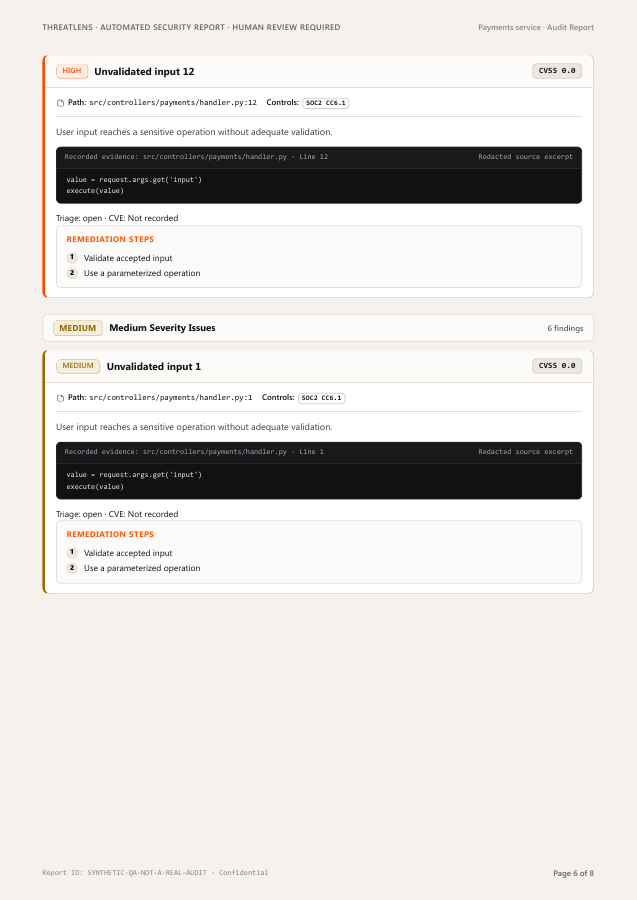 THREATLENS · AUTOMATED SECURITY REPORT · HUMAN REVIEW REQUIRED Payments service · Audit Report
HIGH Unvalidated input 12 CVSS 0.0
Path: src/controllers/payments/handler.py:12 Controls: SOC2 CC6.1
User input reaches a sensitive operation without adequate validation.
Recorded evidence: src/controllers/payments/handler.py · Line 12 Redacted source excerpt
value = request.args.get('input')
execute(value)
Triage: open · CVE: Not recorded
REMEDIATION STEPS
1 Validate accepted input
2 Use a parameterized operation
MEDIUM Medium Severity Issues 6 findings
MEDIUM Unvalidated input 1 CVSS 0.0
Path: src/controllers/payments/handler.py:1 Controls: SOC2 CC6.1
User input reaches a sensitive operation without adequate validation.
Recorded evidence: src/controllers/payments/handler.py · Line 1 Redacted source excerpt
value = request.args.get('input')
execute(value)
Triage: open · CVE: Not recorded
REMEDIATION STEPS
1 Validate accepted input
2 Use a parameterized operation
Report ID: SYNTHETIC-QA-NOT-A-REAL-AUDIT · Confidential Page 6 of 8